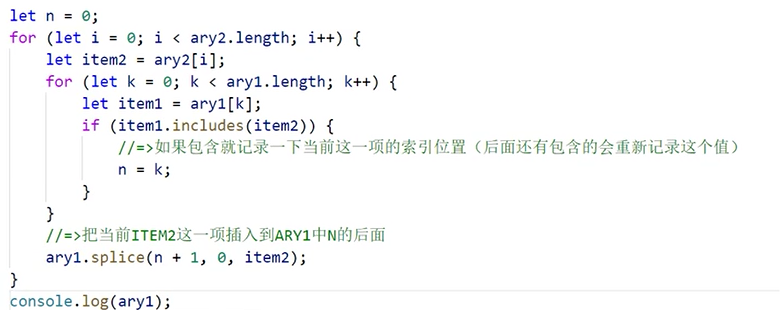 let n = 0;
for (let i = 0; i < ary2.length; i++) {
    let item2 = ary2[i];
    for (let k = 0; k < ary1.length; k++) {
        let item1 = ary1[k];
        if (item1.includes(item2)) {
            //=>如果包含就记录一下当前这一项的索引位置（后面还有包含的会重新记录这个值）
            n = k;
        }
    }
    //=>把当前ITEM2这一项插入到ARY1中N的后面
    ary1.splice(n + 1, 0, item2);
}
console.log(ary1);